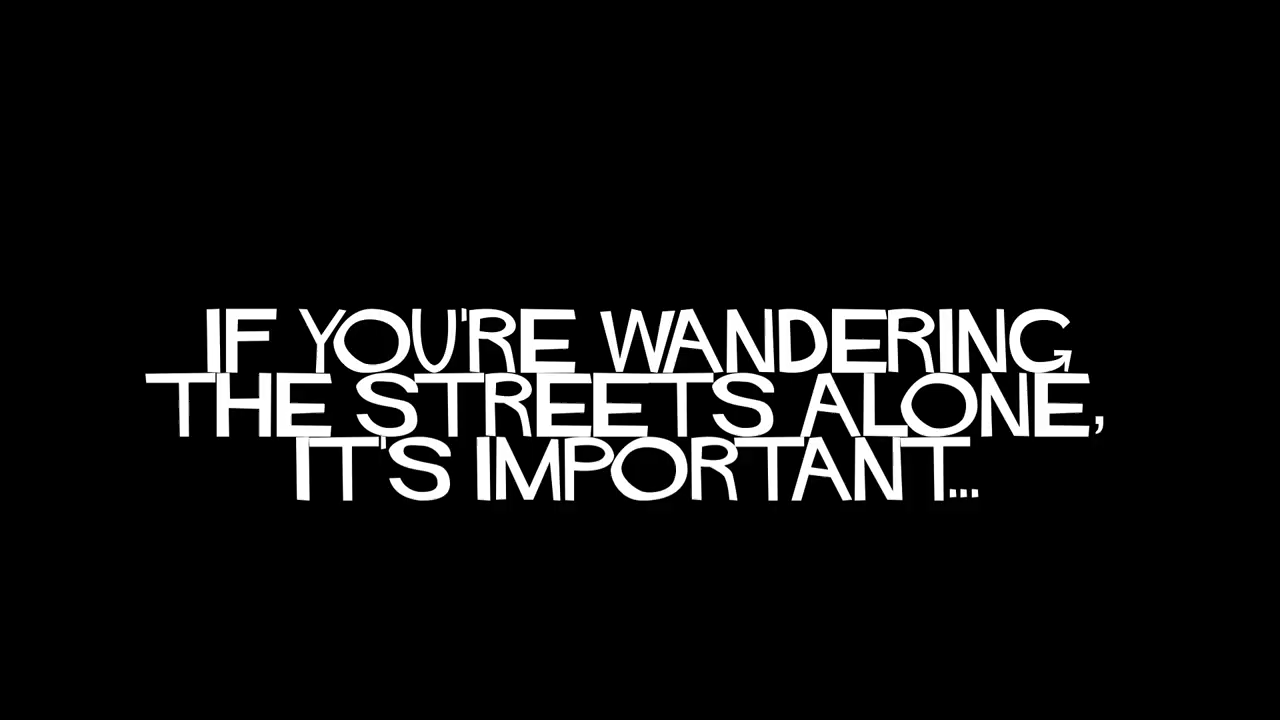 IF YOU'RE WANDERING
THE STREETS ALONE,
IT'S IMPORTANT...